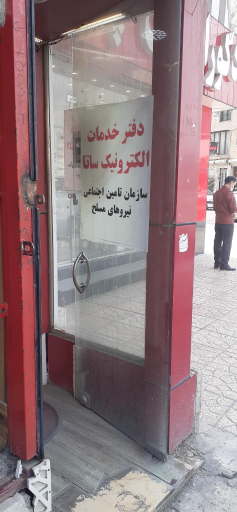 دفتر خدمات
الکترونیک ساتا
سازمان تامین اجتماعی
نیروهای مسلح